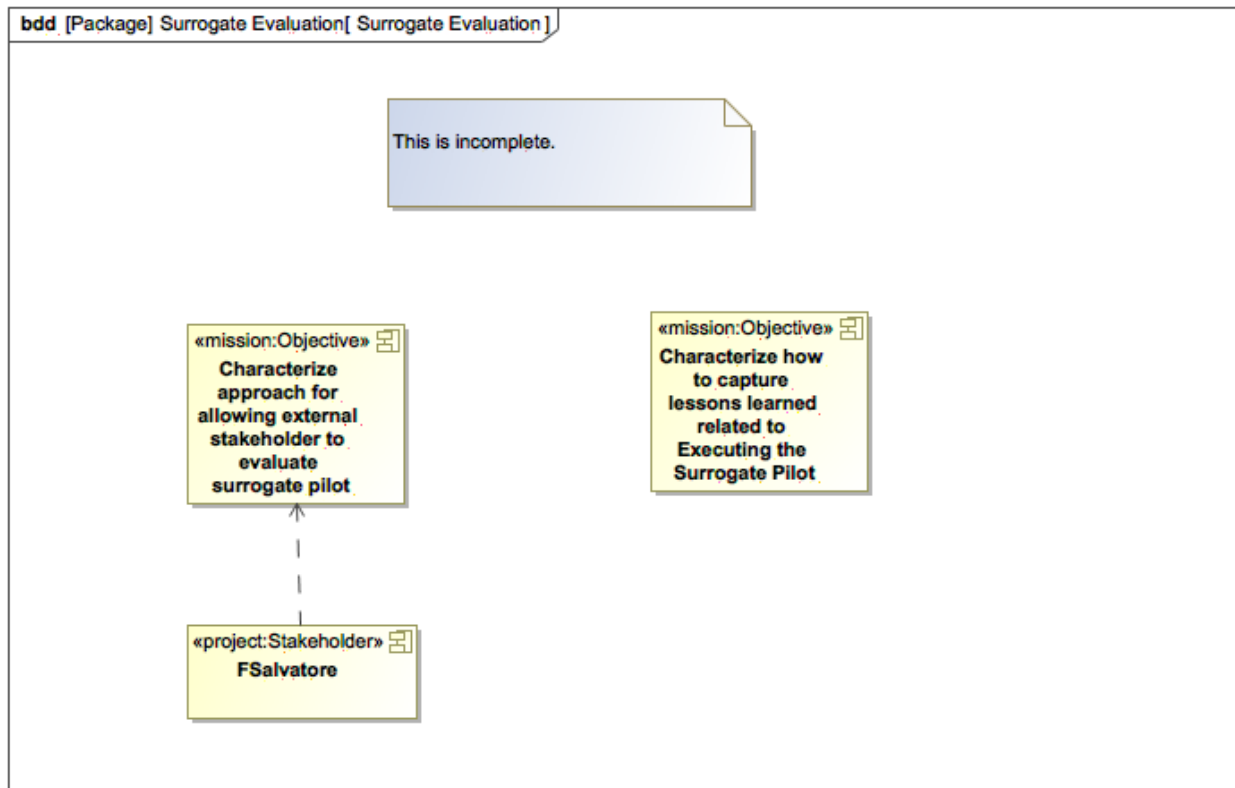 bdd [Package] Surrogate Evaluation[ Surrogate Evaluation ]
This is incomplete.
«mission:Objective»
Characterize
approach for
allowing external
stakeholder to
evaluate
surrogate pilot
«mission:Objective»
Characterize how
to capture
lessons learned
related to
Executing the
Surrogate Pilot
«project:Stakeholder»
FSalvatore